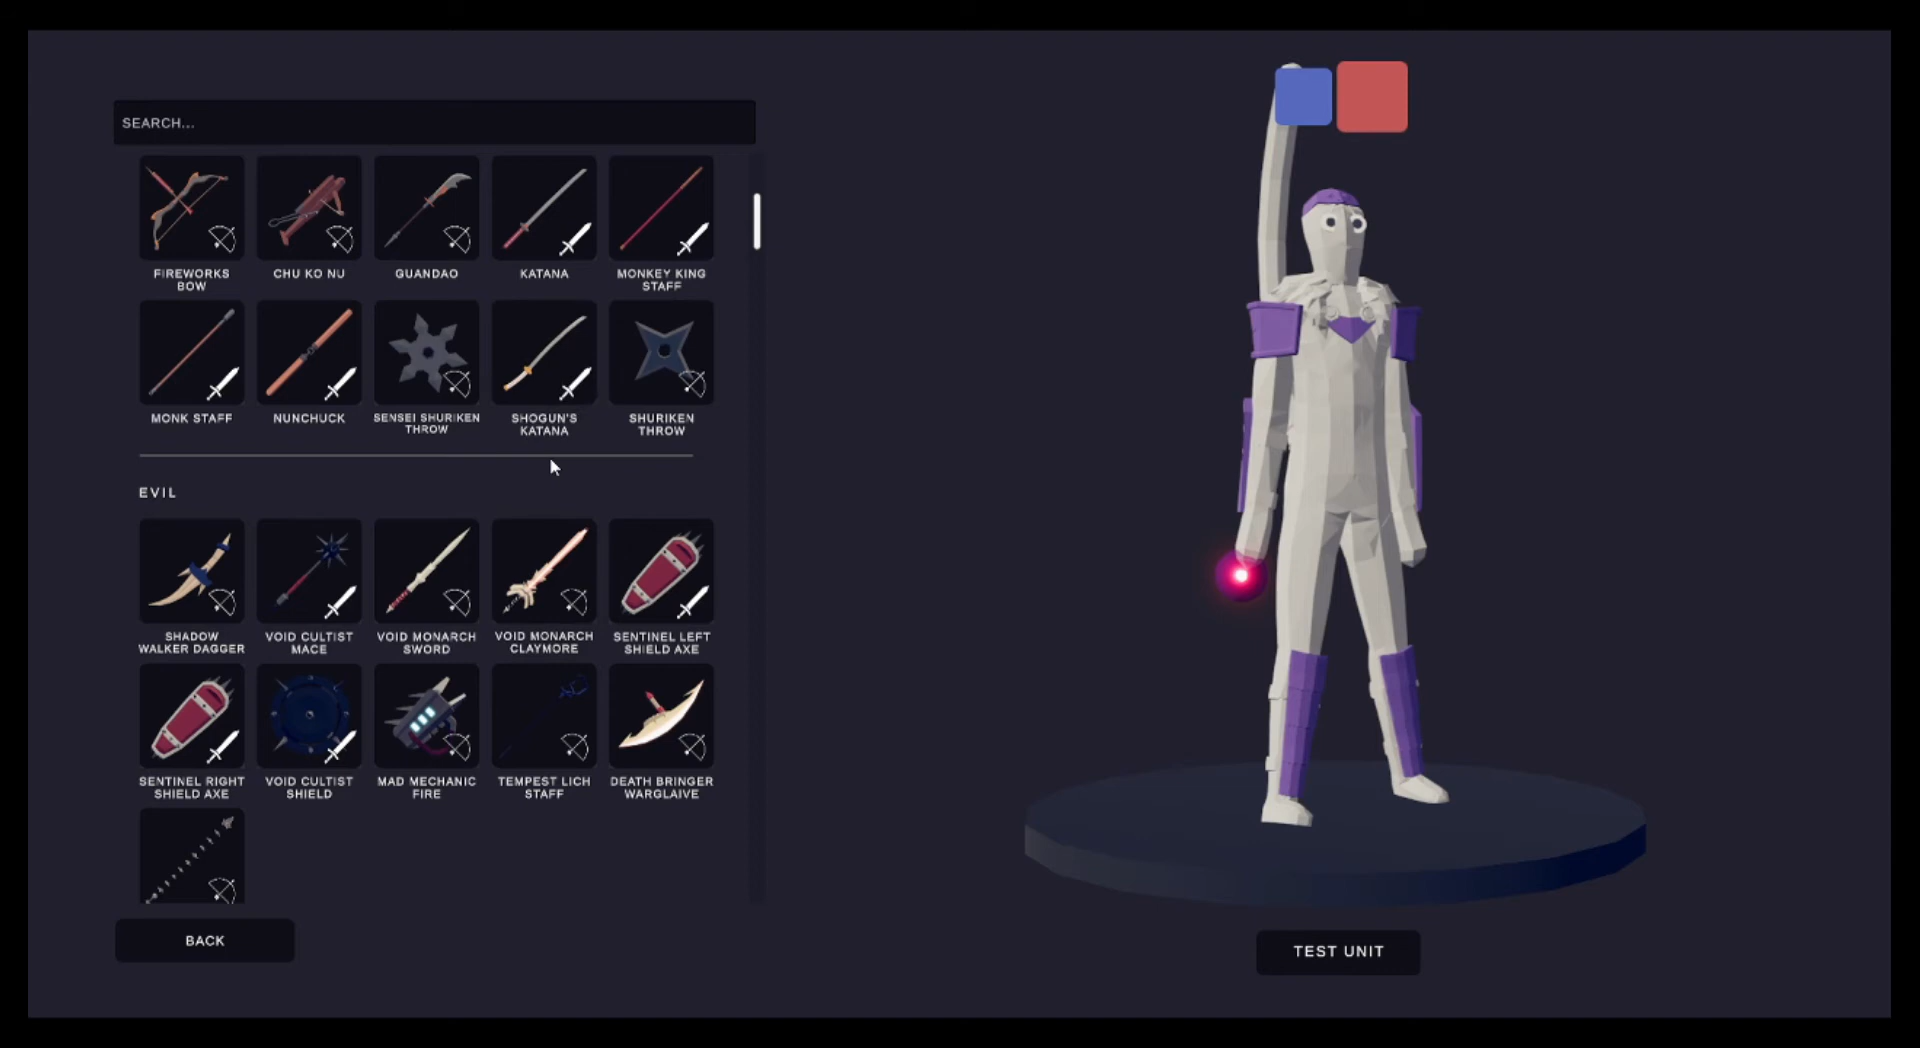 SEARCH...
FIREWORKS BOW
CHU KO NU
GUANDAO
KATANA
MONKEY KING STAFF
MONK STAFF
NUNCHUCK
SENSEI SHURIKEN THROW
SHOGUN'S KATANA
SHURIKEN THROW
EVIL
SHADOW WALKER DAGGER
VOID CULTIST MACE
VOID MONARCH SWORD
VOID MONARCH CLAYMORE
SENTINEL LEFT SHIELD AXE
SENTINEL RIGHT SHIELD AXE
VOID CULTIST SHIELD
MAD MECHANIC FIRE
TEMPEST LICH STAFF
DEATH BRINGER WARGLAIVE
BACK
TEST UNIT